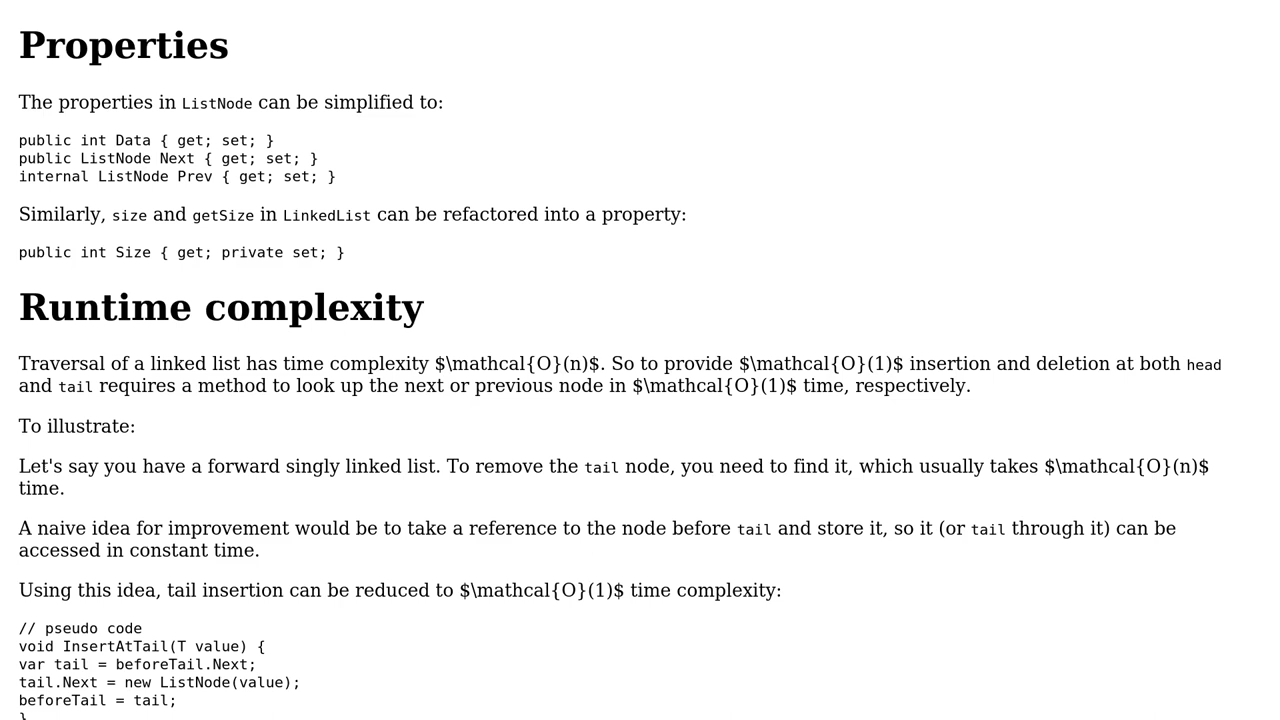 Properties
The properties in ListNode can be simplified to:
public int Data { get; set; }
public ListNode Next { get; set; }
internal ListNode Prev { get; set; }
Similarly, size and getSize in LinkedList can be refactored into a property:
public int Size { get; private set; }
Runtime complexity
Traversal of a linked list has time complexity $\mathcal{O}(n)$. So to provide $\mathcal{O}(1)$ insertion and deletion at both head
and tail requires a method to look up the next or previous node in $\mathcal{O}(1)$ time, respectively.
To illustrate:
Let's say you have a forward singly linked list. To remove the tail node, you need to find it, which usually takes $\mathcal{O}(n)$
time.
A naive idea for improvement would be to take a reference to the node before tail and store it, so it (or tail through it) can be
accessed in constant time.
Using this idea, tail insertion can be reduced to $\mathcal{O}(1)$ time complexity:
// pseudo code
void InsertAtTail(T value) {
var tail = beforeTail.Next;
tail.Next = new ListNode(value);
beforeTail = tail;
}